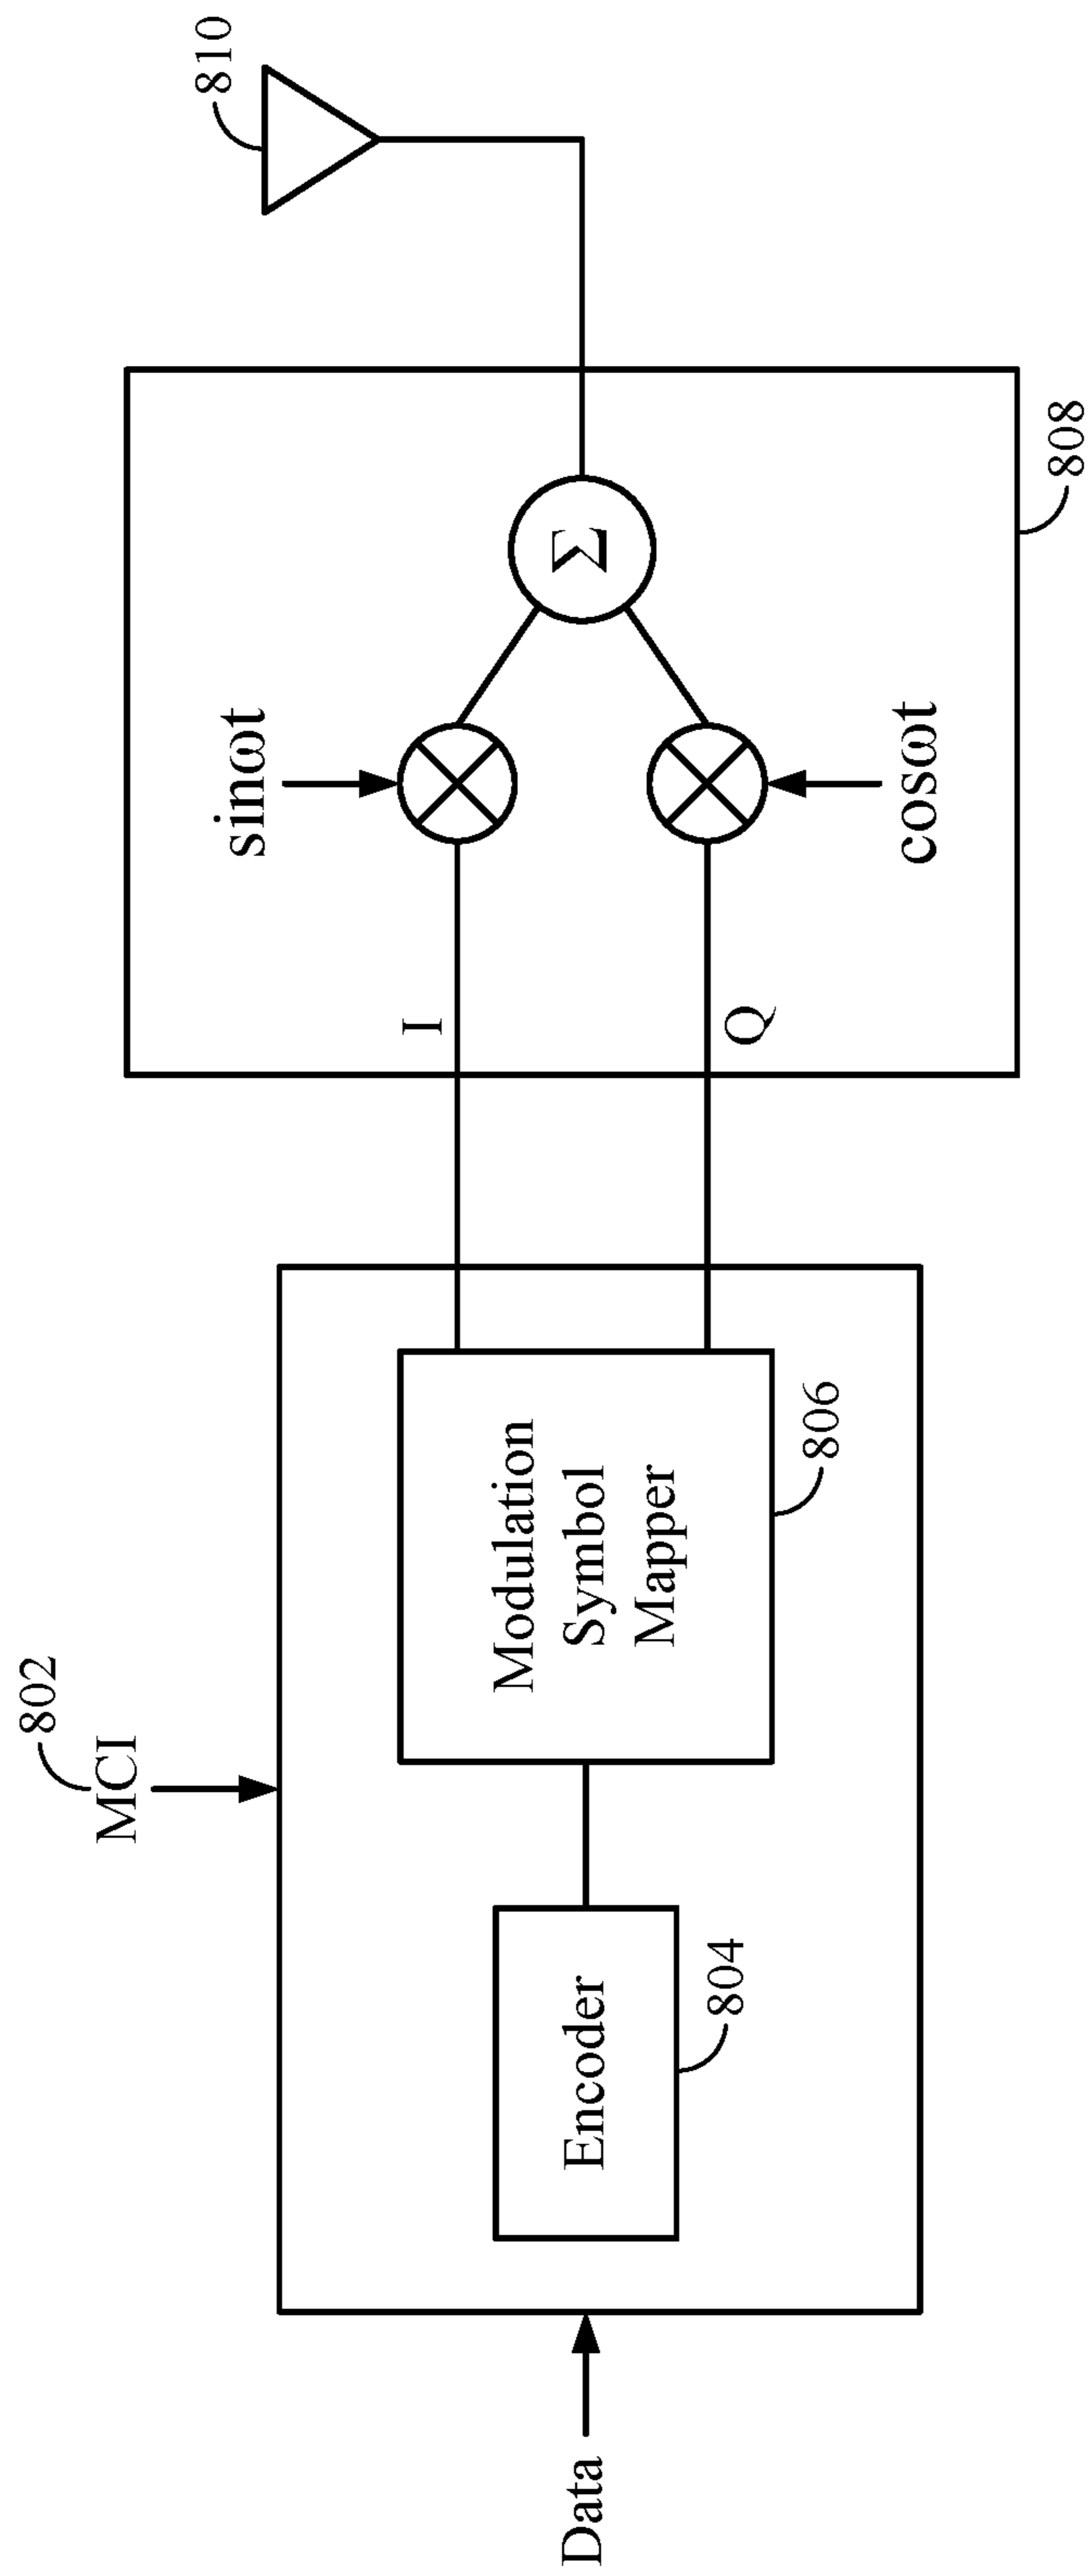 802
MCI
Data
Encoder
804
Modulation
Symbol
Mapper
806
I
Q
sinωt
cosωt
Σ
808
810